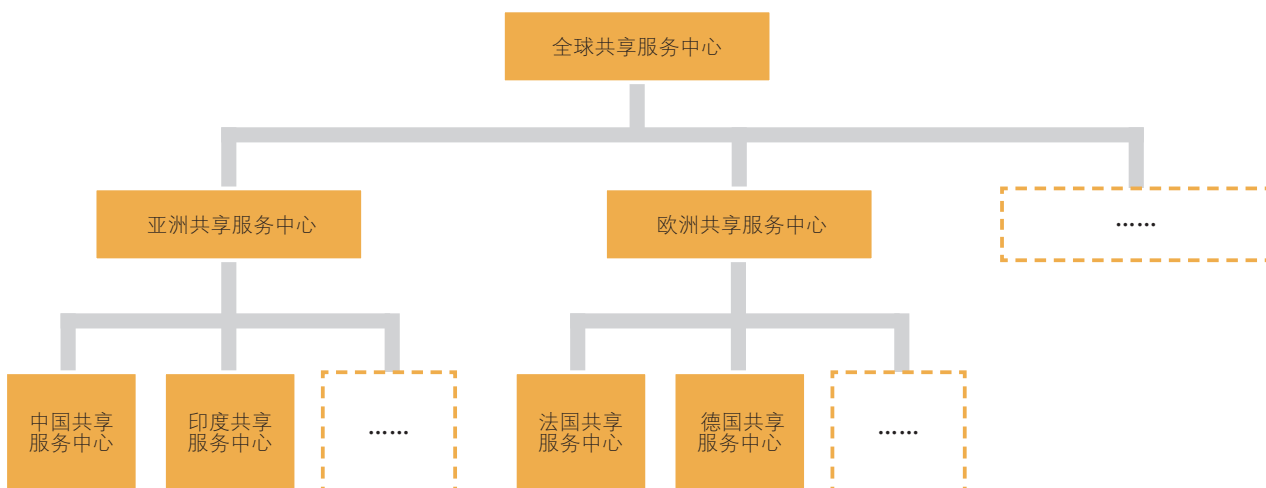 全球共享服务中心
亚洲共享服务中心
欧洲共享服务中心
……
中国共享
服务中心
印度共享
服务中心
……
法国共享
服务中心
德国共享
服务中心
……